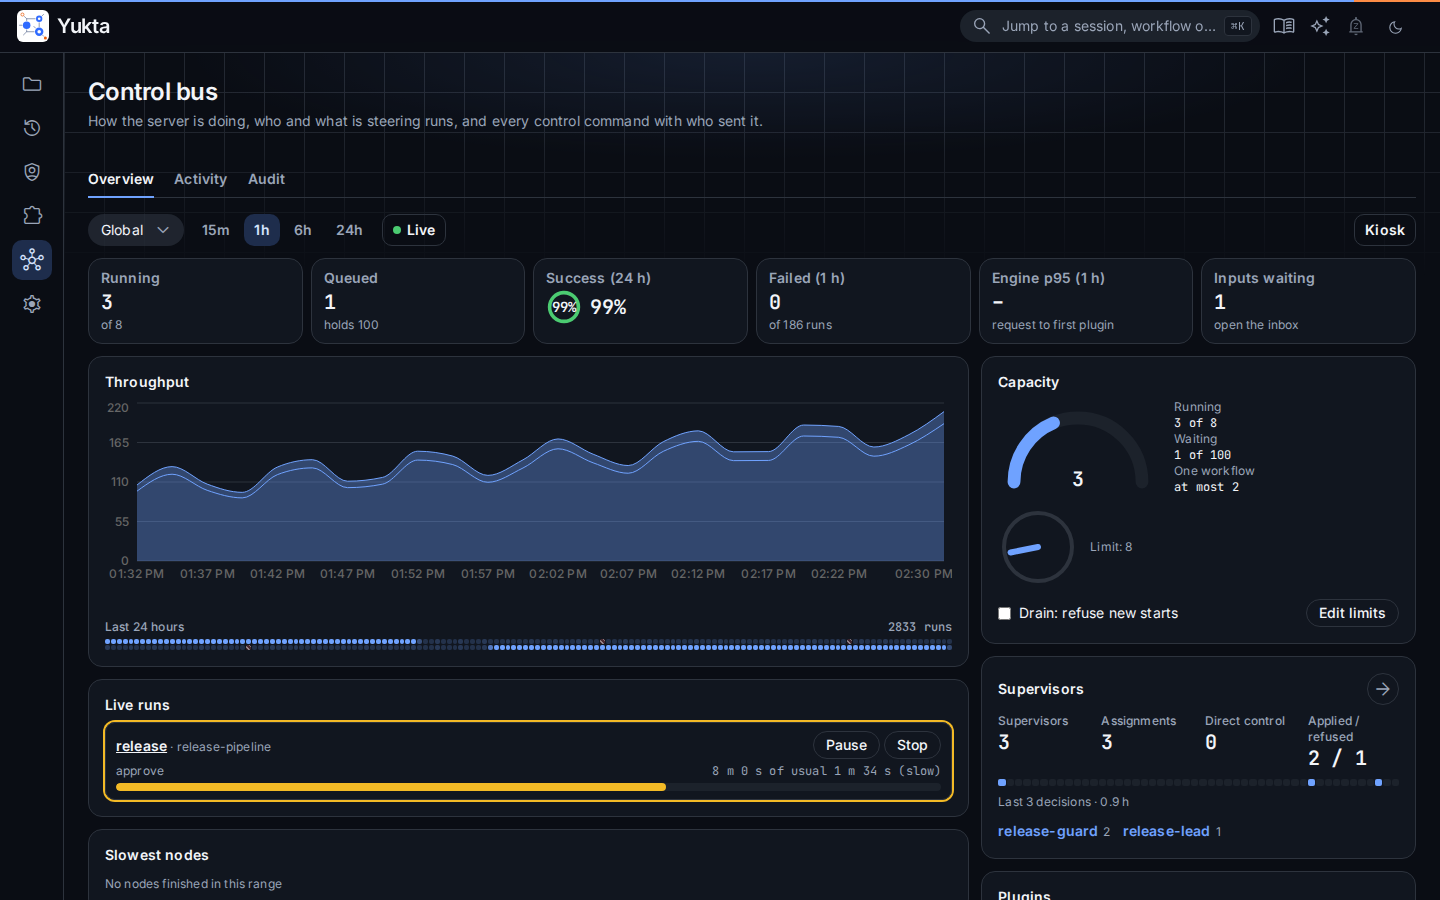 Yukta
Jump to a session, workflow o... ⌘K
Control bus
How the server is doing, who and what is steering runs, and every control command with who sent it.
Overview Activity Audit
Global 15m 1h 6h 24h Live Kiosk
Running
3
of 8
Queued
1
holds 100
Success (24 h)
99% 99%
Failed (1 h)
0
of 186 runs
Engine p95 (1 h)
–
request to first plugin
Inputs waiting
1
open the inbox
Throughput
220
165
110
55
0
01:32 PM 01:37 PM 01:42 PM 01:47 PM 01:52 PM 01:57 PM 02:02 PM 02:07 PM 02:12 PM 02:17 PM 02:22 PM 02:30 PM
Last 24 hours 2833 runs
Capacity
3
Running
3 of 8
Waiting
1 of 100
One workflow
at most 2
Limit: 8
Drain: refuse new starts Edit limits
Live runs
release · release-pipeline Pause Stop
approve 8 m 0 s of usual 1 m 34 s (slow)
Supervisors
Supervisors
3
Assignments
3
Direct control
0
Applied /
refused
2 / 1
Last 3 decisions · 0.9 h
release-guard 2 release-lead 1
Slowest nodes
No nodes finished in this range
Plugins